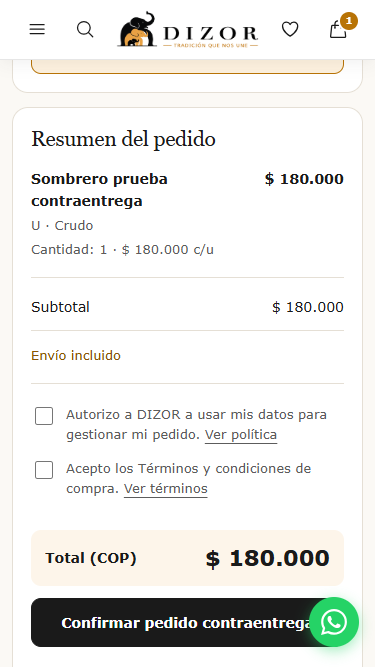 DIZOR
TRADICIÓN QUE NOS UNE
1
Resumen del pedido
Sombrero prueba $ 180.000
contraentrega
U · Crudo
Cantidad: 1 · $ 180.000 c/u
Subtotal $ 180.000
Envío incluido
Autorizo a DIZOR a usar mis datos para
gestionar mi pedido. Ver política
Acepto los Términos y condiciones de
compra. Ver términos
Total (COP) $ 180.000
Confirmar pedido contraentrega